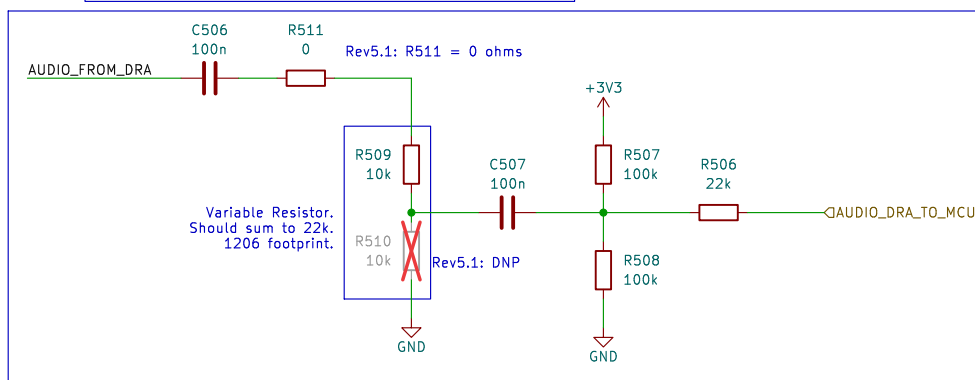 C506
100n
R511
0
Rev5.1: R511 = 0 ohms
AUDIO_FROM_DRA
+3V3
R509
10k
C507
100n
R507
100k
R506
22k
Variable Resistor.
Should sum to 22k.
1206 footprint.
R510
10k
Rev5.1: DNP
AUDIO_DRA_TO_MCU
R508
100k
GND
GND